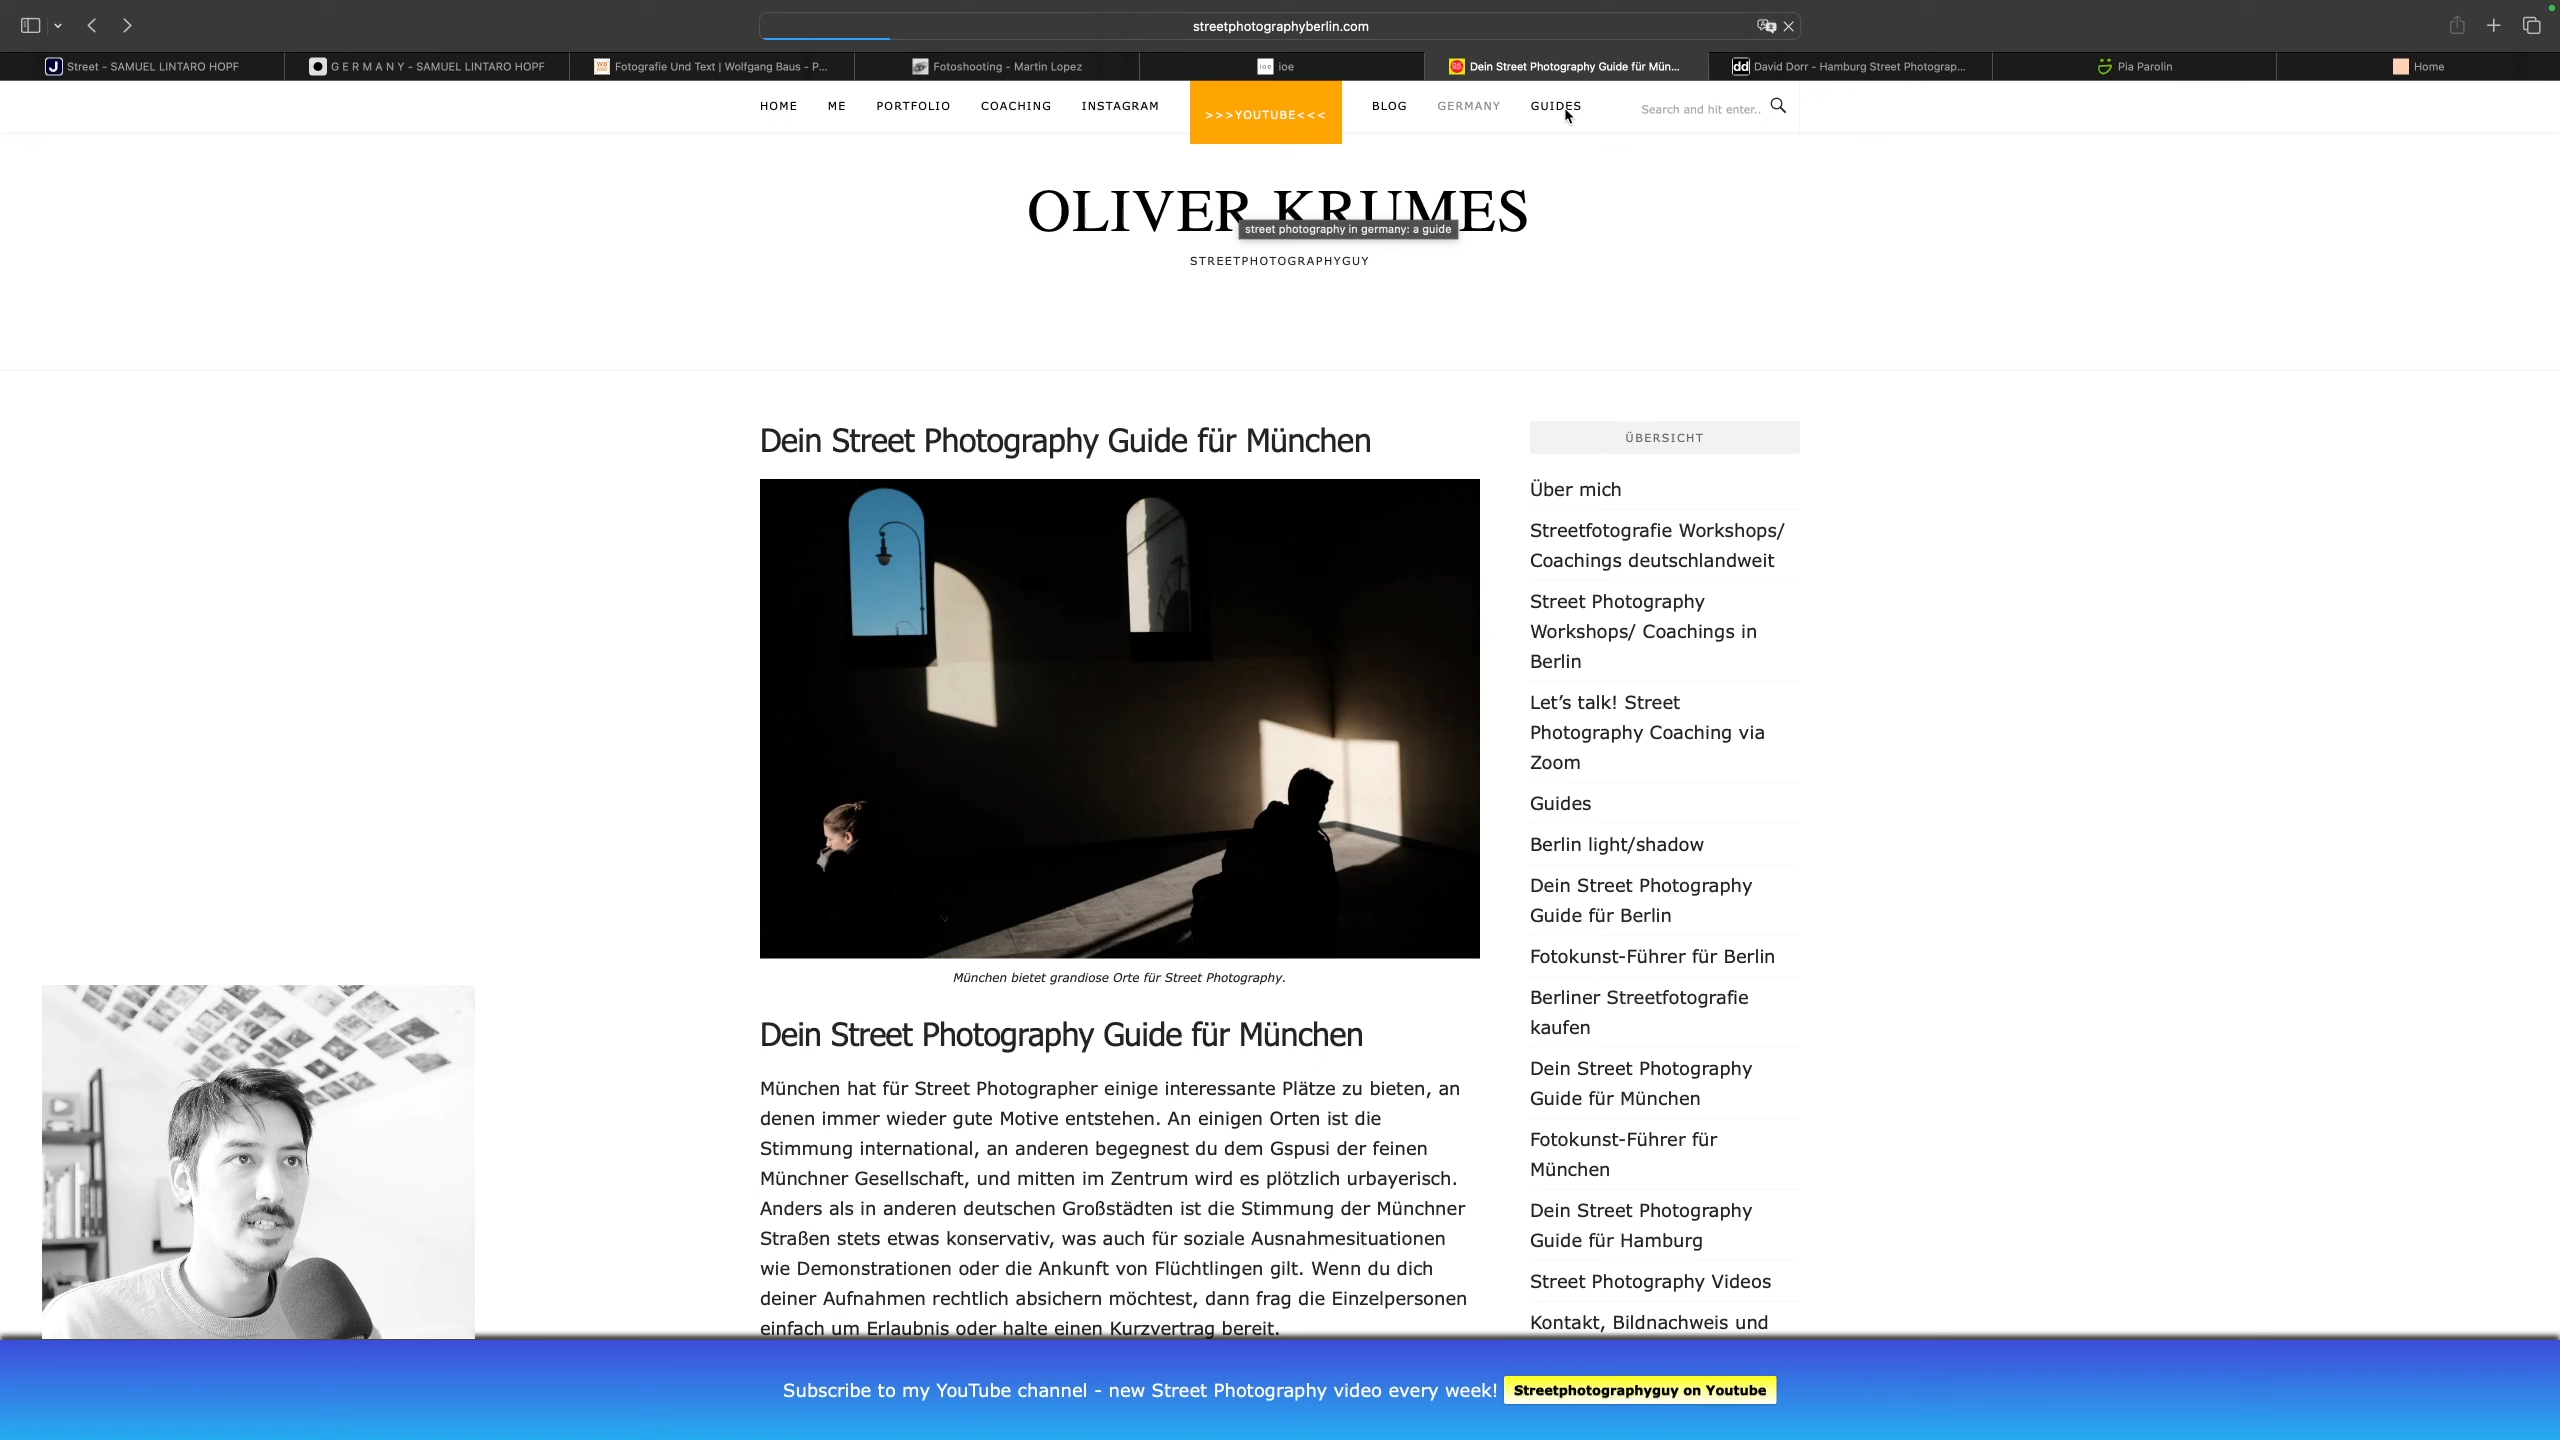 streetphotographyberlin.com
Street - SAMUEL LINTARO HOPF
G E R M A N Y - SAMUEL LINTARO HOPF
Fotografie Und Text | Wolfgang Baus - P...
Fotoshooting - Martin Lopez
ioe
Dein Street Photography Guide für Mün...
dd David Dorr - Hamburg Street Photograp...
Pia Parolin
Home
HOME ME PORTFOLIO COACHING INSTAGRAM >>>YOUTUBE<<< BLOG GERMANY GUIDES Search and hit enter..
OLIVER KRUMES
street photography in germany: a guide
STREETPHOTOGRAPHYGUY
Dein Street Photography Guide für München
München bietet grandiose Orte für Street Photography.
Dein Street Photography Guide für München
München hat für Street Photographer einige interessante Plätze zu bieten, an
denen immer wieder gute Motive entstehen. An einigen Orten ist die
Stimmung international, an anderen begegnest du dem Gspusi der feinen
Münchner Gesellschaft, und mitten im Zentrum wird es plötzlich urbayerisch.
Anders als in anderen deutschen Großstädten ist die Stimmung der Münchner
Straßen stets etwas konservativ, was auch für soziale Ausnahmesituationen
wie Demonstrationen oder die Ankunft von Flüchtlingen gilt. Wenn du dich
deiner Aufnahmen rechtlich absichern möchtest, dann frag die Einzelpersonen
einfach um Erlaubnis oder halte einen Kurzvertrag bereit.
ÜBERSICHT
Über mich
Streetfotografie Workshops/
Coachings deutschlandweit
Street Photography
Workshops/ Coachings in
Berlin
Let’s talk! Street
Photography Coaching via
Zoom
Guides
Berlin light/shadow
Dein Street Photography
Guide für Berlin
Fotokunst-Führer für Berlin
Berliner Streetfotografie
kaufen
Dein Street Photography
Guide für München
Fotokunst-Führer für
München
Dein Street Photography
Guide für Hamburg
Street Photography Videos
Kontakt, Bildnachweis und
Subscribe to my YouTube channel - new Street Photography video every week! Streetphotographyguy on Youtube